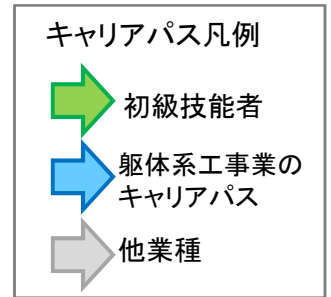 キャリアパス凡例
初級技能者
躯体系工事業の
キャリアパス
他業種